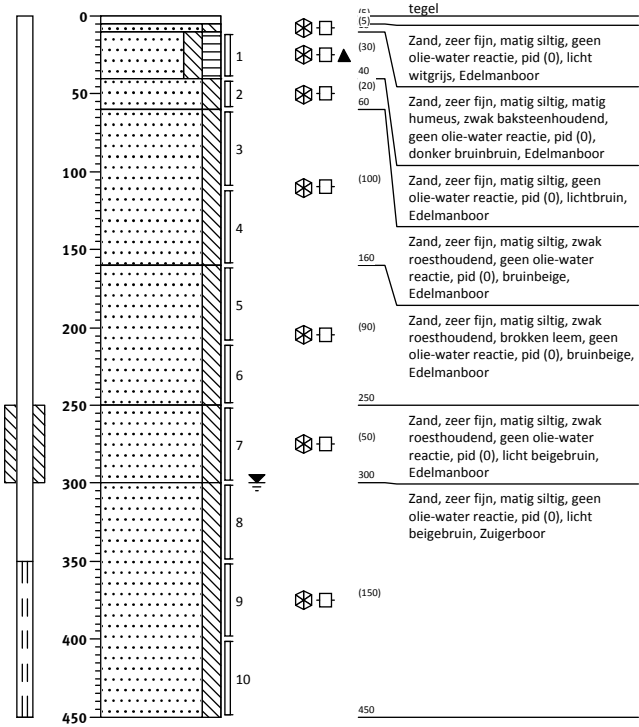 0
50
100
150
200
250
300
350
400
450
1
2
3
4
5
6
7
8
9
10
(5)
(5)
tegel
(30)
Zand, zeer fijn, matig siltig, geen
olie-water reactie, pid (0), licht
witgrijs, Edelmanboor
40
(20)
60
Zand, zeer fijn, matig siltig, matig
humeus, zwak baksteenhoudend,
geen olie-water reactie, pid (0),
donker bruinbruin, Edelmanboor
(100)
Zand, zeer fijn, matig siltig, geen
olie-water reactie, pid (0), lichtbruin,
Edelmanboor
160
Zand, zeer fijn, matig siltig, zwak
roesthoudend, geen olie-water
reactie, pid (0), bruinbeige,
Edelmanboor
(90)
Zand, zeer fijn, matig siltig, zwak
roesthoudend, brokken leem, geen
olie-water reactie, pid (0), bruinbeige,
Edelmanboor
250
(50)
Zand, zeer fijn, matig siltig, zwak
roesthoudend, geen olie-water
reactie, pid (0), licht beigebruin,
Edelmanboor
300
Zand, zeer fijn, matig siltig, geen
olie-water reactie, pid (0), licht
beigebruin, Zuigerboor
(150)
450